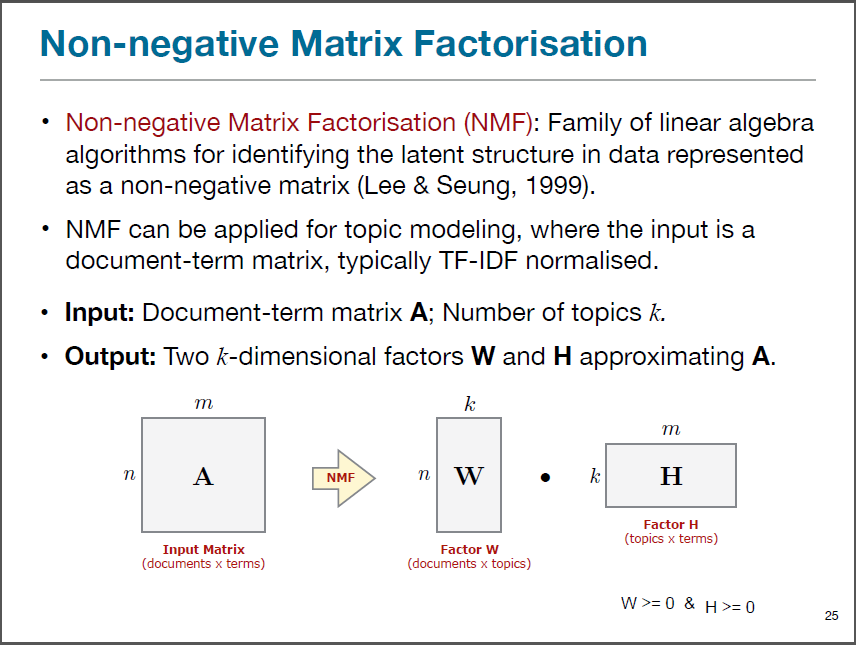 Non-negative Matrix Factorisation
• Non-negative Matrix Factorisation (NMF): Family of linear algebra
algorithms for identifying the latent structure in data represented
as a non-negative matrix (Lee & Seung, 1999).
• NMF can be applied for topic modeling, where the input is a
document-term matrix, typically TF-IDF normalised.
• Input: Document-term matrix A; Number of topics k.
• Output: Two k-dimensional factors W and H approximating A.
m
n
A
Input Matrix
(documents x terms)
NMF
k
n
W
Factor W
(documents x topics)
•
m
k
H
Factor H
(topics x terms)
W >= 0 & H >= 0
25